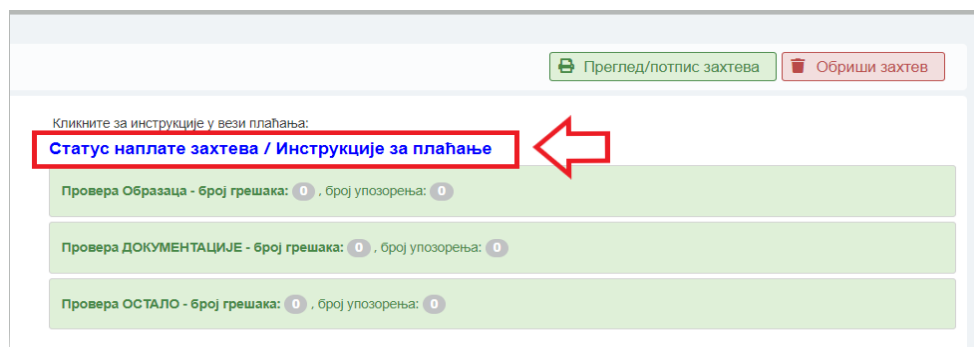 Преглед/потпис захтева Обриши захтев
Кликните за инструкције у вези плаћања:
Статус наплате захтева / Инструкције за плаћање
Провера Образаца - број грешака: 0 , број упозорења: 0
Провера ДОКУМЕНТАЦИЈЕ - број грешака: 0 , број упозорења: 0
Провера ОСТАЛО - број грешака: 0 , број упозорења: 0